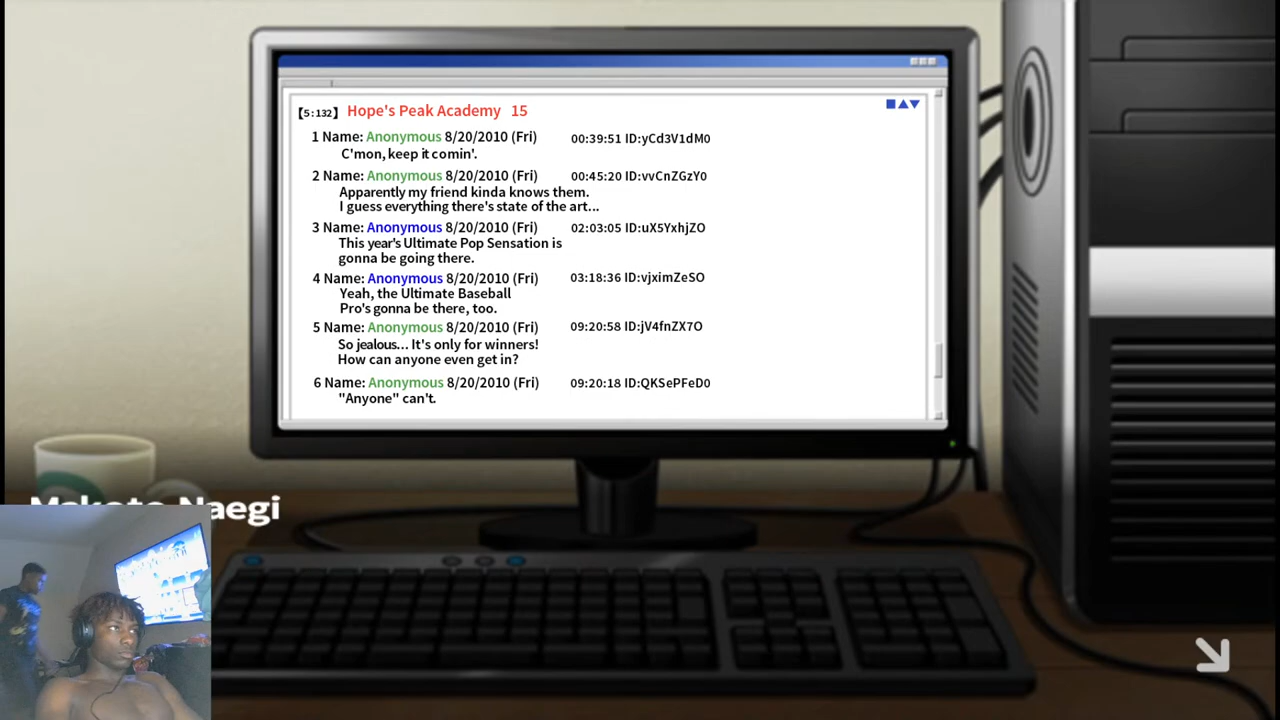 【5:132】 Hope's Peak Academy 15
1 Name: Anonymous 8/20/2010 (Fri) 00:39:51 ID:yCd3V1dM0
C'mon, keep it comin'.
2 Name: Anonymous 8/20/2010 (Fri) 00:45:20 ID:vvCnZGzY0
Apparently my friend kinda knows them.
I guess everything there's state of the art...
3 Name: Anonymous 8/20/2010 (Fri) 02:03:05 ID:uX5YxhjZO
This year's Ultimate Pop Sensation is
gonna be going there.
4 Name: Anonymous 8/20/2010 (Fri) 03:18:36 ID:vjximZeSO
Yeah, the Ultimate Baseball
Pro's gonna be there, too.
5 Name: Anonymous 8/20/2010 (Fri) 09:20:58 ID:jV4fnZX7O
So jealous... It's only for winners!
How can anyone even get in?
6 Name: Anonymous 8/20/2010 (Fri) 09:20:18 ID:QKSePFeD0
"Anyone" can't.
Makoto Naegi